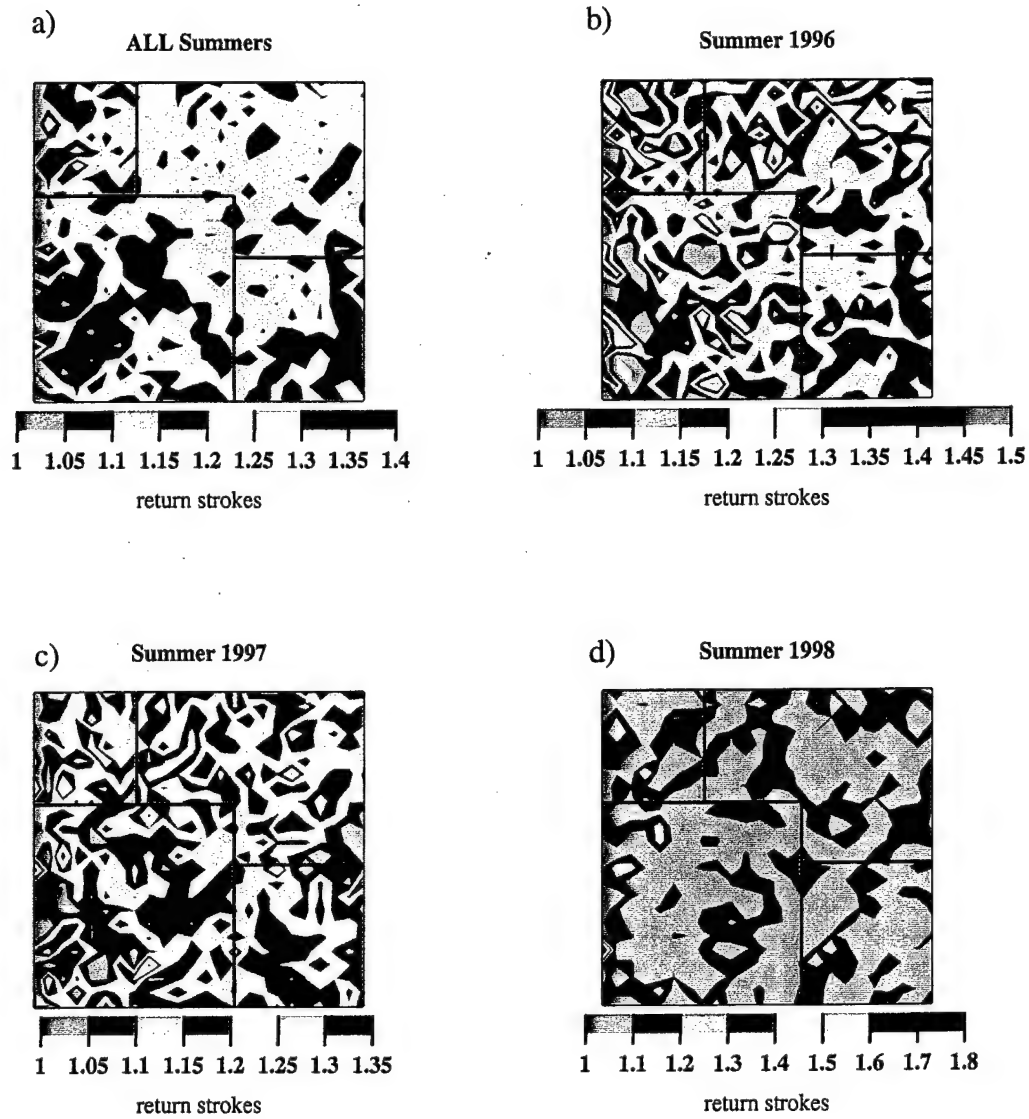 a)
ALL Summers
1 1.05 1.1 1.15 1.2 1.25 1.3 1.35 1.4
return strokes
b)
Summer 1996
1 1.05 1.1 1.15 1.2 1.25 1.3 1.35 1.4 1.45 1.5
return strokes
c)
Summer 1997
1 1.05 1.1 1.15 1.2 1.25 1.3 1.35
return strokes
d)
Summer 1998
1 1.1 1.2 1.3 1.4 1.5 1.6 1.7 1.8
return strokes